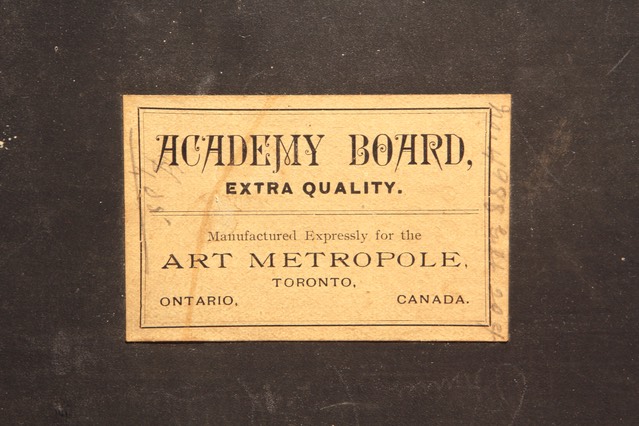 ACADEMY BOARD,
EXTRA QUALITY.
Manufactured Expressly for the
ART METROPOLE,
TORONTO,
ONTARIO, CANADA.